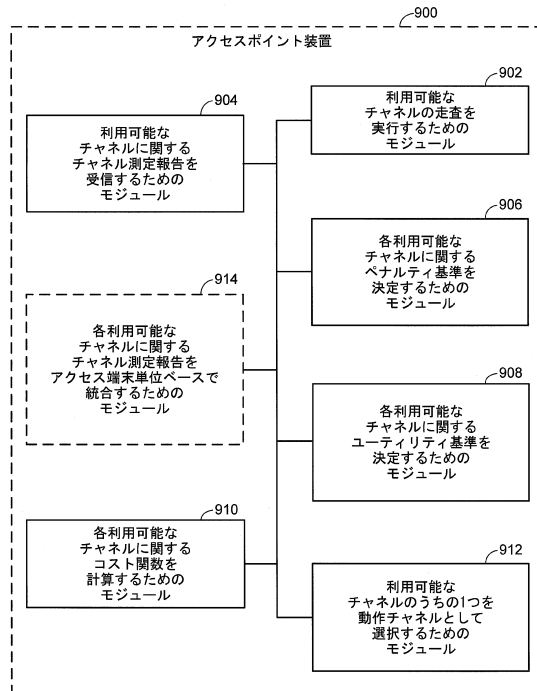 900
アクセスポイント装置
902
利用可能な
チャネルの走査を
実行するための
モジュール
904
利用可能な
チャネルに関する
チャネル測定報告を
受信するための
モジュール
906
各利用可能な
チャネルに関する
ペナルティ基準を
決定するための
モジュール
914
各利用可能な
チャネルに関する
チャネル測定報告を
アクセス端末単位ベースで
統合するための
モジュール
908
各利用可能な
チャネルに関する
ユーティリティ基準を
決定するための
モジュール
910
各利用可能な
チャネルに関する
コスト関数を
計算するための
モジュール
912
利用可能な
チャネルのうちの1つを
動作チャネルとして
選択するための
モジュール